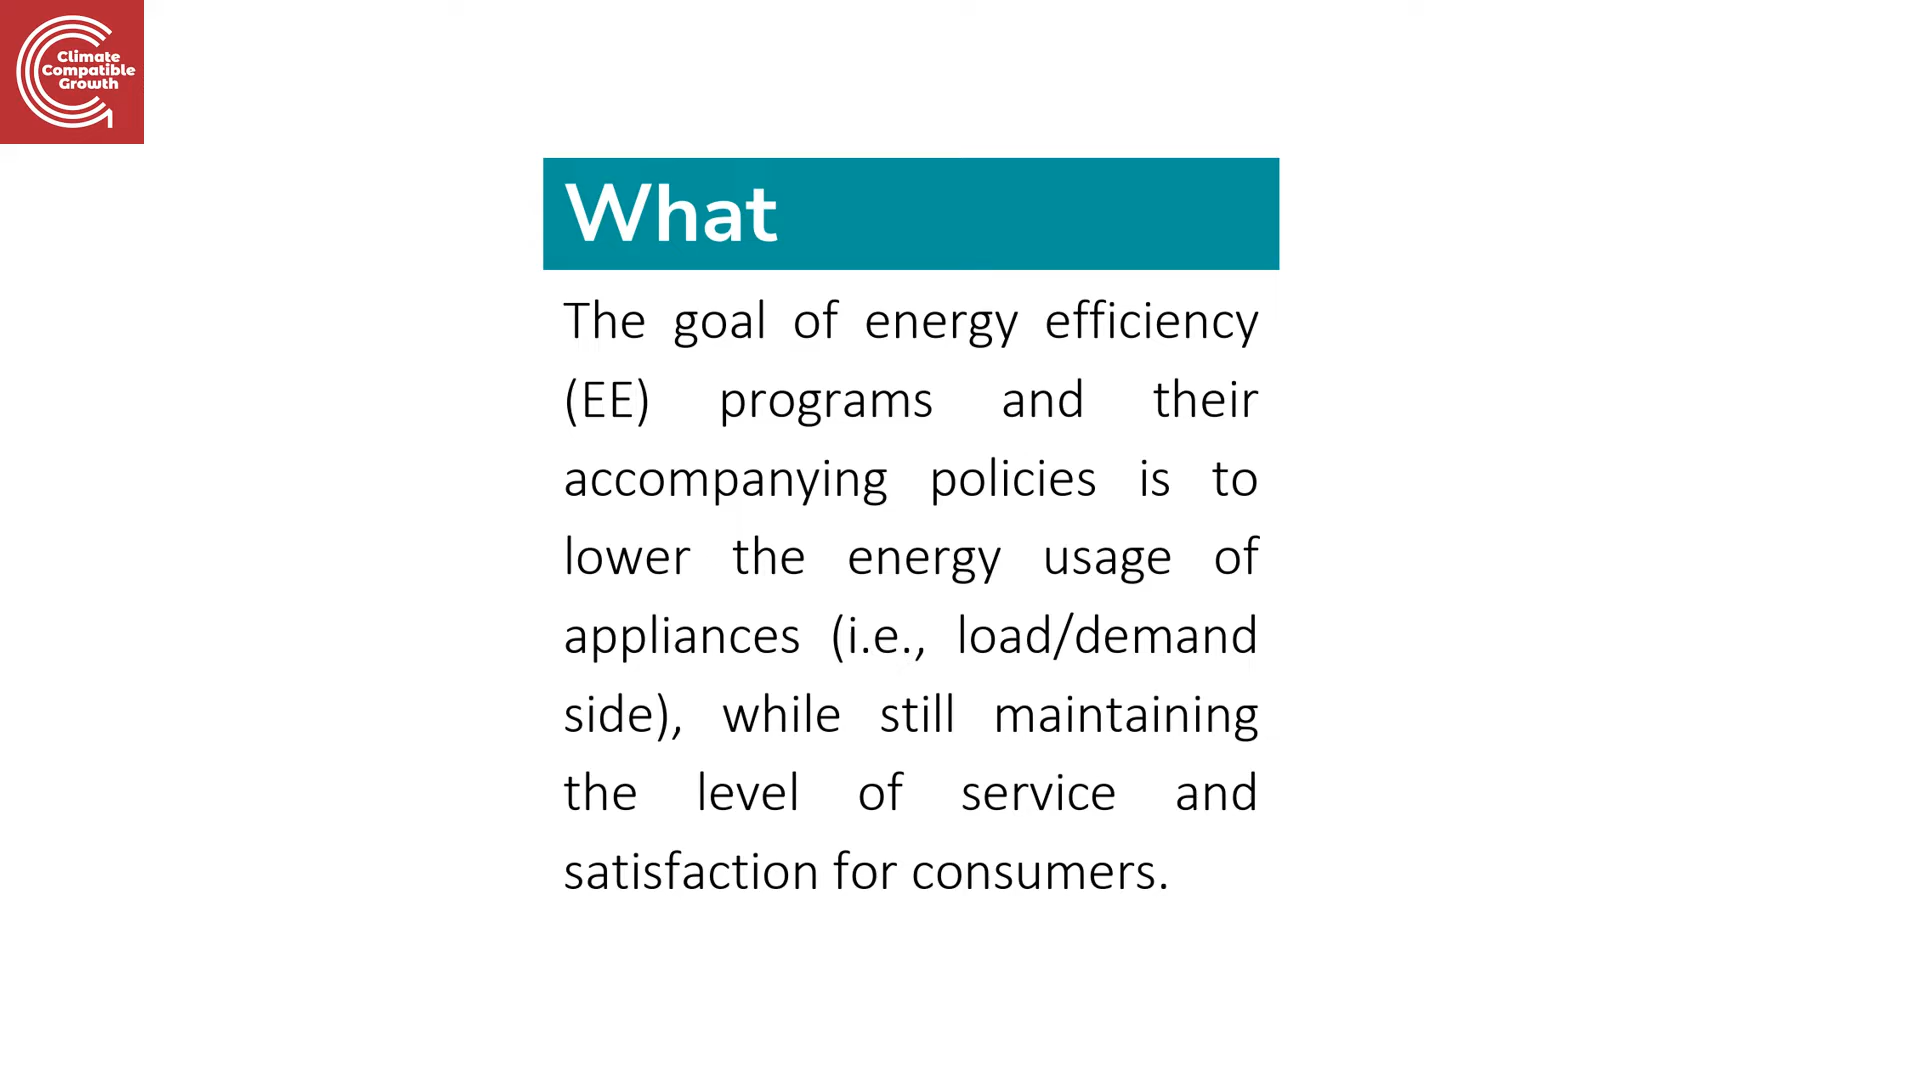 Climate
Compatible
Growth
What
The goal of energy efficiency
(EE) programs and their
accompanying policies is to
lower the energy usage of
appliances (i.e., load/demand
side), while still maintaining
the level of service and
satisfaction for consumers.